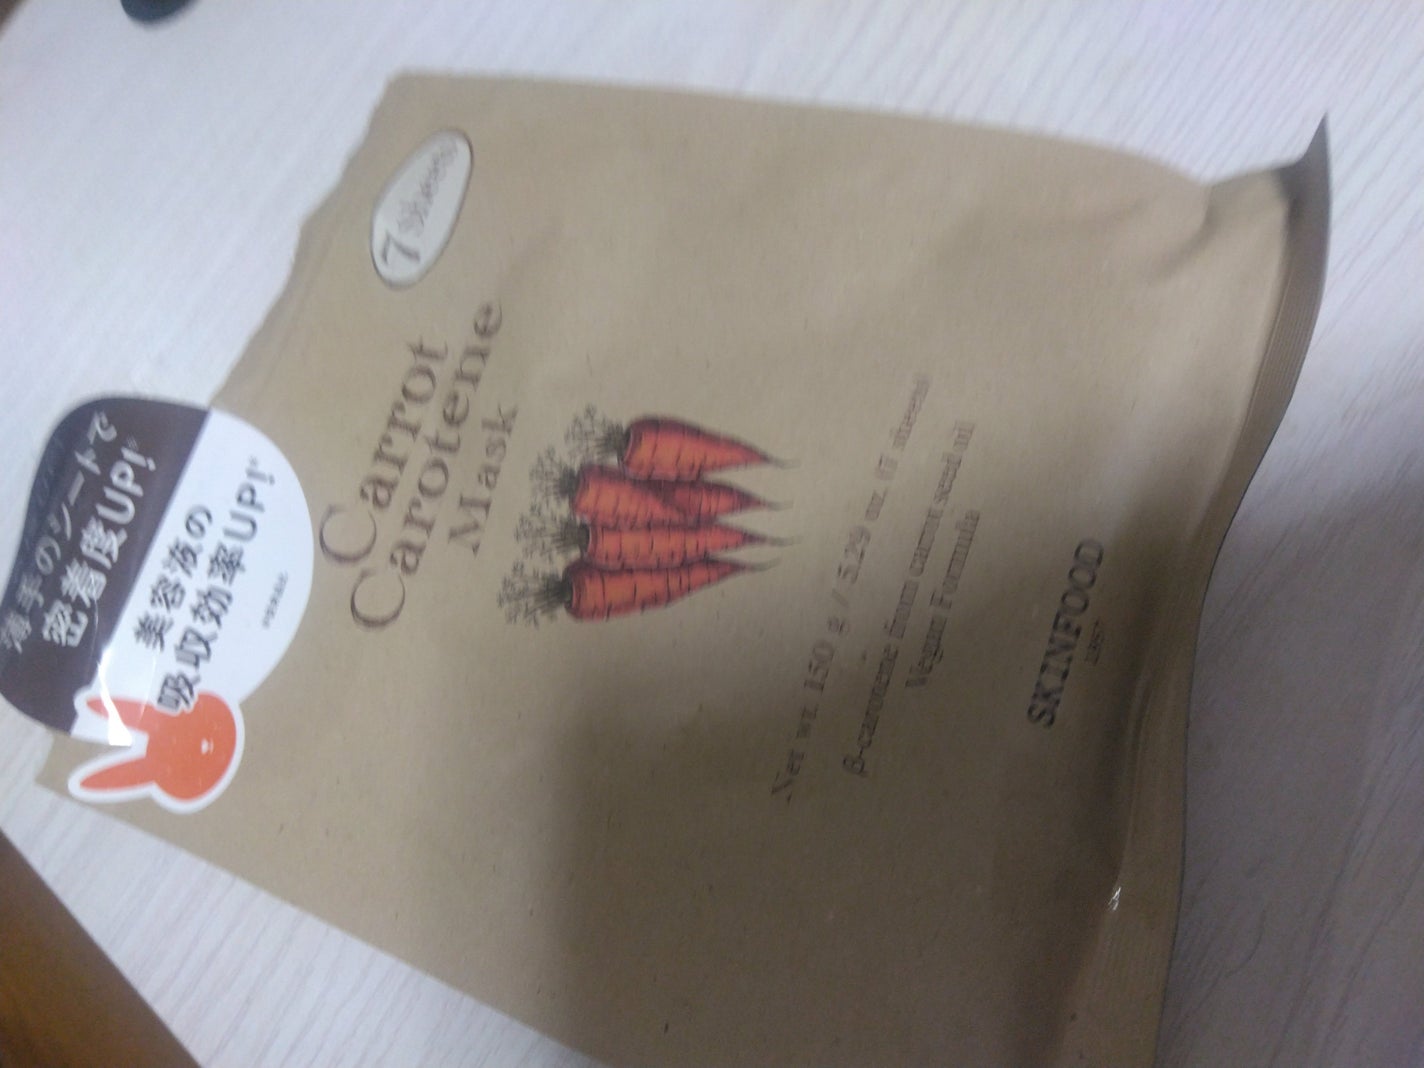 薄手のシートで
密着度UP!*
美容液の
吸収効率UP!*
7 sheets
Carrot
Carotene
Mask
Net wt. 150 g / 5.29 oz. (7 sheets)
β-carotene from carrot seed oil
Vegan Formula
SKINFOOD
1957